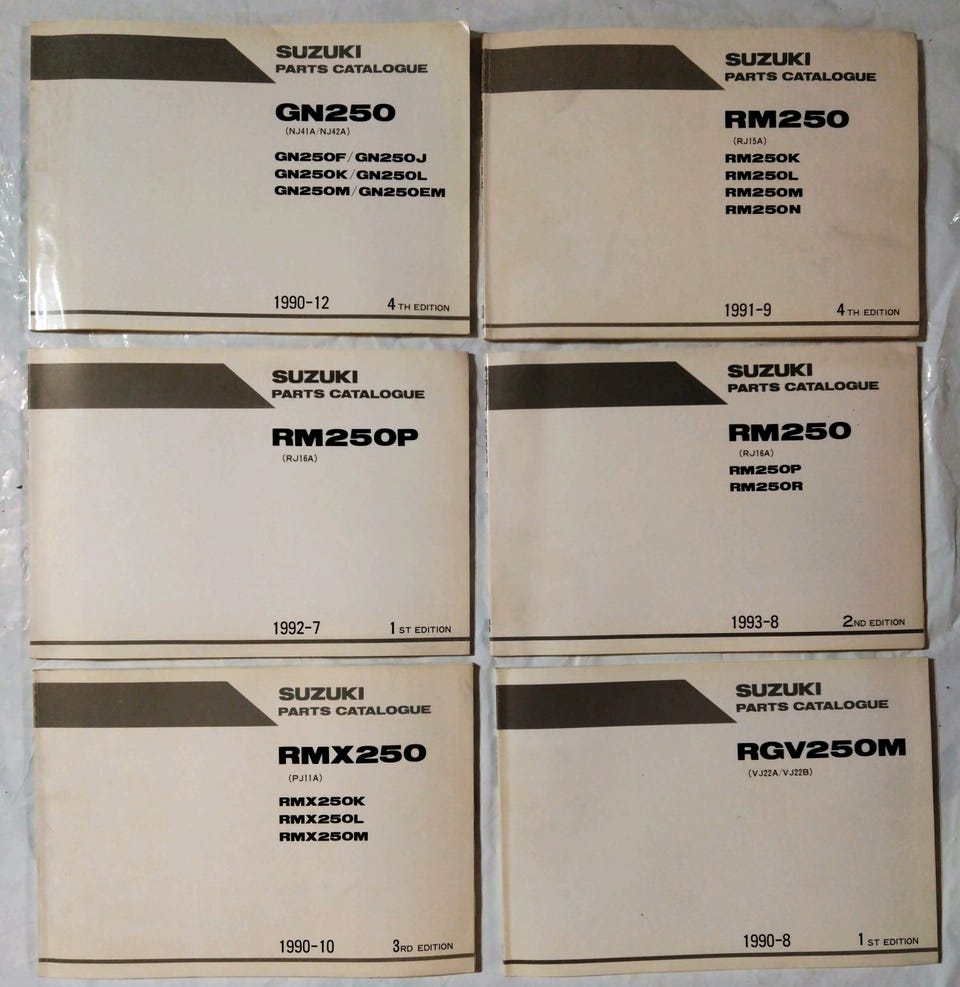 SUZUKI
PARTS CATALOGUE
GN250
(NJ41A/NJ42A)
GN250F/GN250J
GN250K/GN250L
GN250M/GN250EM
1990-12 4TH EDITION
SUZUKI
PARTS CATALOGUE
RM250
(RJ15A)
RM250K
RM250L
RM250M
RM250N
1991-9 4TH EDITION
SUZUKI
PARTS CATALOGUE
RM250P
(RJ16A)
1992-7 1ST EDITION
SUZUKI
PARTS CATALOGUE
RM250
(RJ16A)
RM250P
RM250R
1993-8 2ND EDITION
SUZUKI
PARTS CATALOGUE
RMX250
(PJ11A)
RMX250K
RMX250L
RMX250M
1990-10 3RD EDITION
SUZUKI
PARTS CATALOGUE
RGV250M
(VJ22A/VJ22B)
1990-8 1ST EDITION